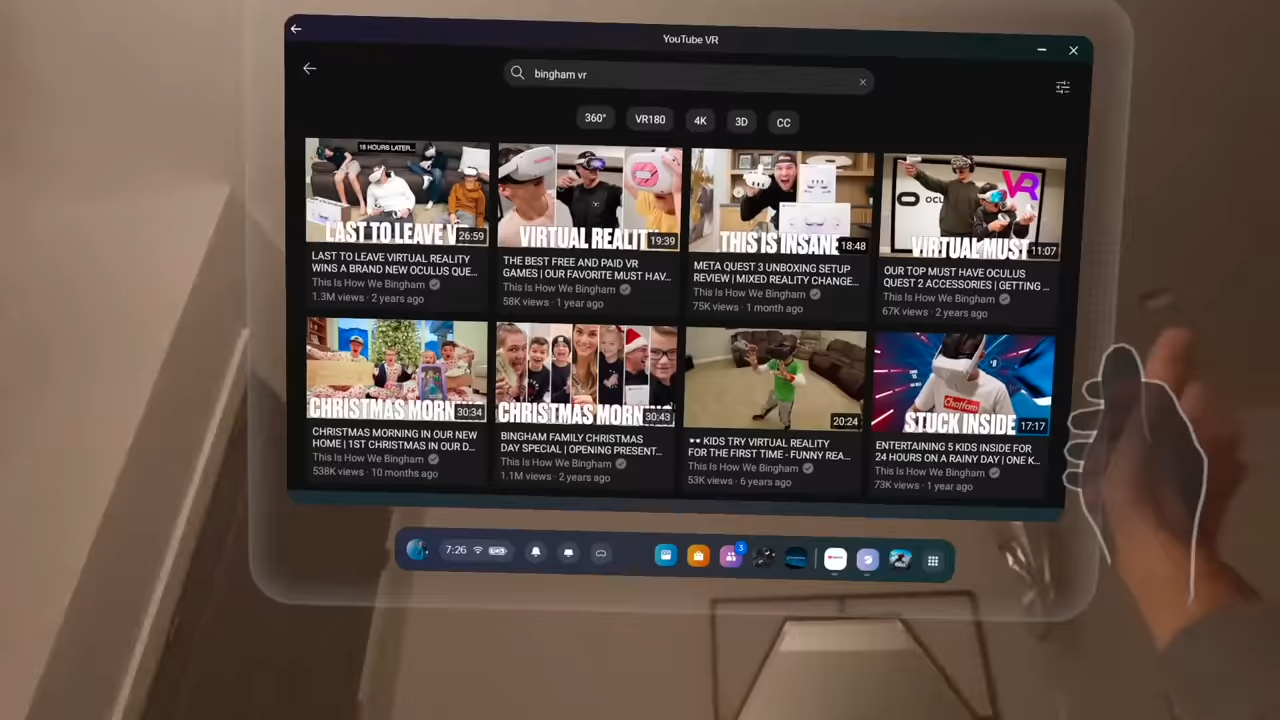 YouTube VR
bingham vr
360°
VR180
4K
3D
CC
16 HOURS LATER...
LAST TO LEAVE V
26:59
LAST TO LEAVE VIRTUAL REALITY
WINS A BRAND NEW OCULUS QUE...
This Is How We Bingham
1.3M views · 2 years ago
VIRTUAL REALIT
19:39
THE BEST FREE AND PAID VR
GAMES | OUR FAVORITE MUST HAV...
This Is How We Bingham
58K views · 1 year ago
THIS IS INSANE
18:48
META QUEST 3 UNBOXING SETUP
REVIEW | MIXED REALITY CHANGE...
This Is How We Bingham
75K views · 1 month ago
OCU
VR
VIRTUAL MUST
11:07
OUR TOP MUST HAVE OCULUS
QUEST 2 ACCESSORIES | GETTING ...
This Is How We Bingham
67K views · 2 years ago
CHRISTMAS MORN
30:34
CHRISTMAS MORNING IN OUR NEW
HOME | 1ST CHRISTMAS IN OUR D...
This Is How We Bingham
538K views · 10 months ago
CHRISTMAS MORN
30:43
BINGHAM FAMILY CHRISTMAS
DAY SPECIAL | OPENING PRESENT...
This Is How We Bingham
1.1M views · 2 years ago
20:24
👀 KIDS TRY VIRTUAL REALITY
FOR THE FIRST TIME - FUNNY REA...
This Is How We Bingham
53K views · 6 years ago
Chatham
STUCK INSIDE
17:17
ENTERTAINING 5 KIDS INSIDE FOR
24 HOURS ON A RAINY DAY | ONE K...
This Is How We Bingham
73K views · 1 year ago
7:26
3